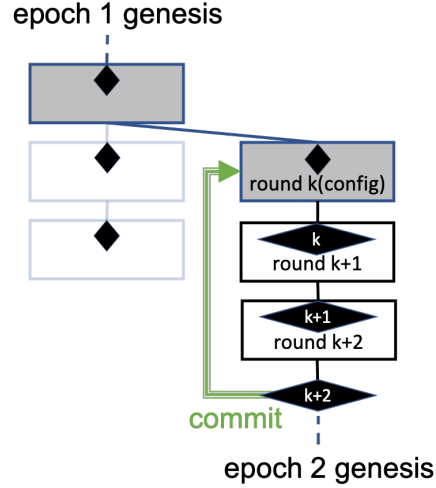 epoch 1 genesis
round k(config)
k
round k+1
k+1
round k+2
k+2
commit
epoch 2 genesis